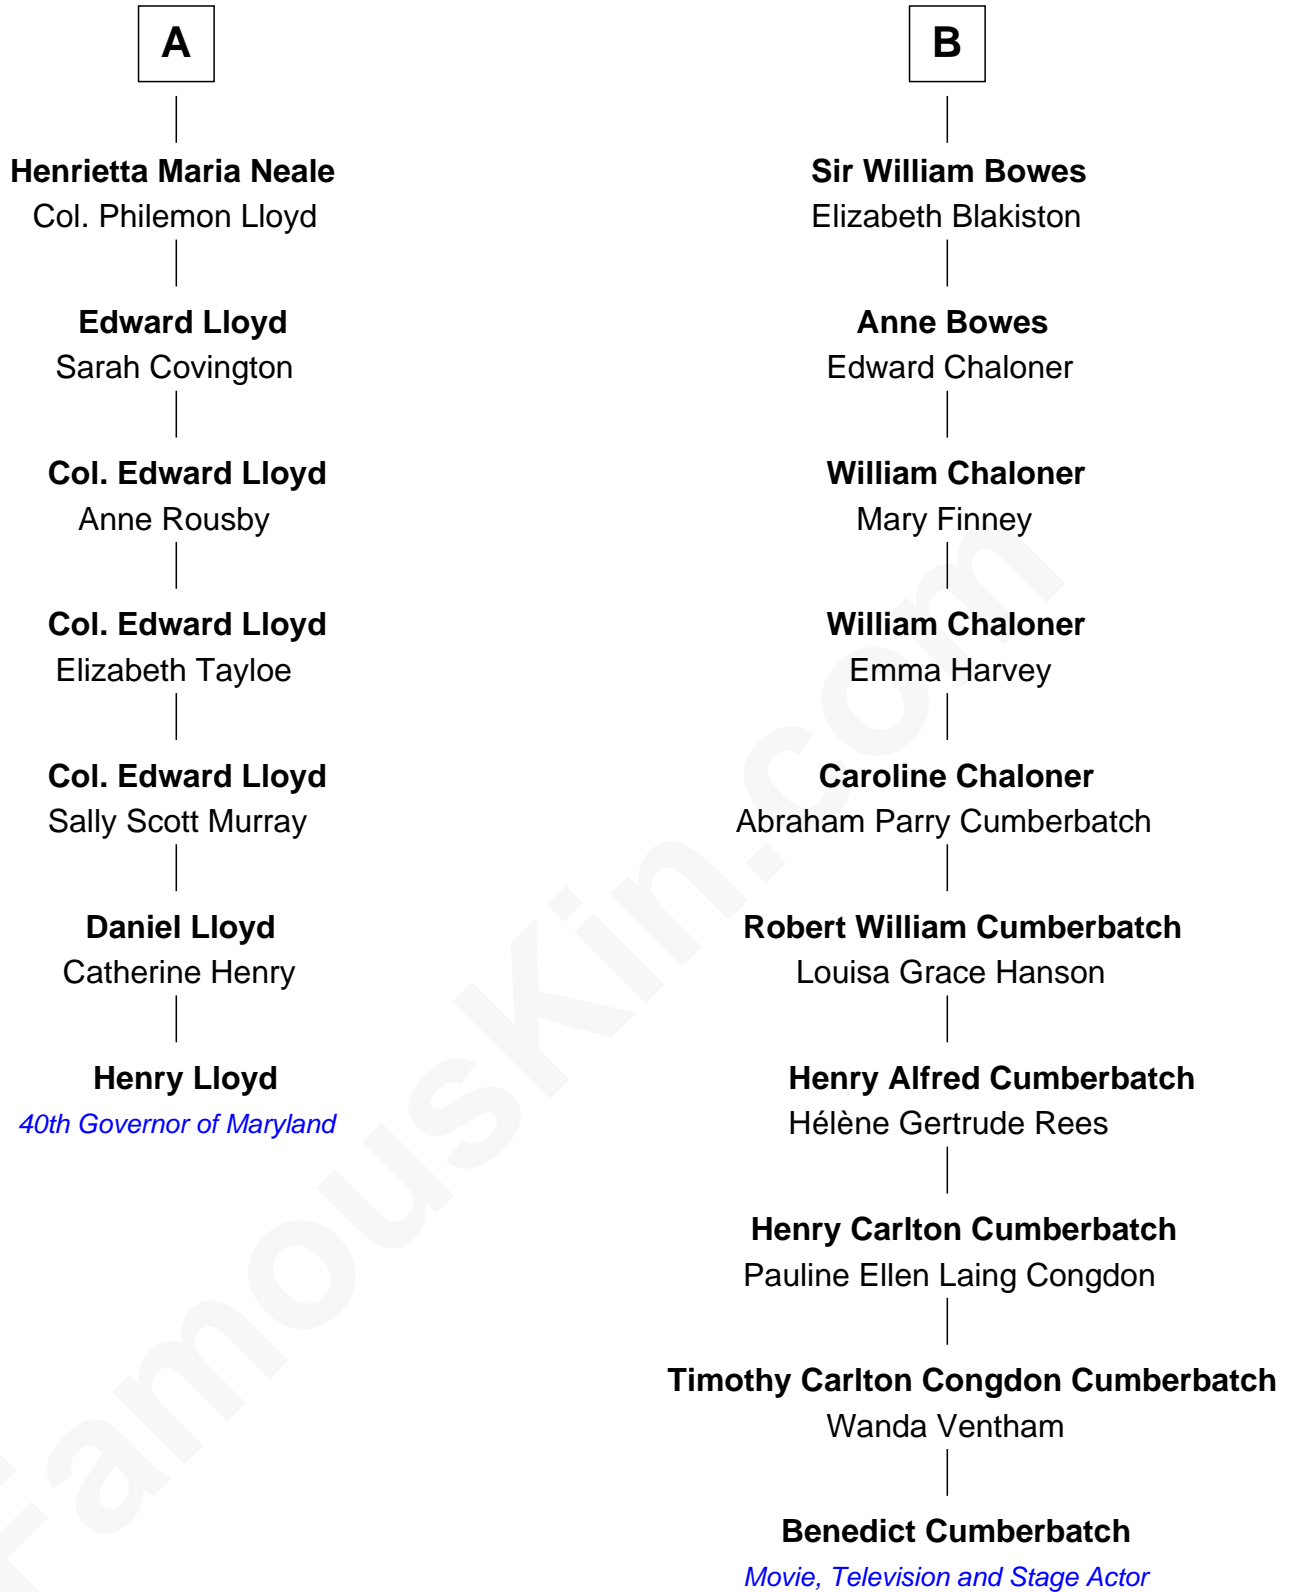 A
Henrietta Maria Neale
Col. Philemon Lloyd
Edward Lloyd
Sarah Covington
Col. Edward Lloyd
Anne Rousby
Col. Edward Lloyd
Elizabeth Tayloe
Col. Edward Lloyd
Sally Scott Murray
Daniel Lloyd
Catherine Henry
Henry Lloyd
40th Governor of Maryland
B
Sir William Bowes
Elizabeth Blakiston
Anne Bowes
Edward Chaloner
William Chaloner
Mary Finney
William Chaloner
Emma Harvey
Caroline Chaloner
Abraham Parry Cumberbatch
Robert William Cumberbatch
Louisa Grace Hanson
Henry Alfred Cumberbatch
Hélène Gertrude Rees
Henry Carlton Cumberbatch
Pauline Ellen Laing Congdon
Timothy Carlton Congdon Cumberbatch
Wanda Ventham
Benedict Cumberbatch
Movie, Television and Stage Actor
FamousKin.com